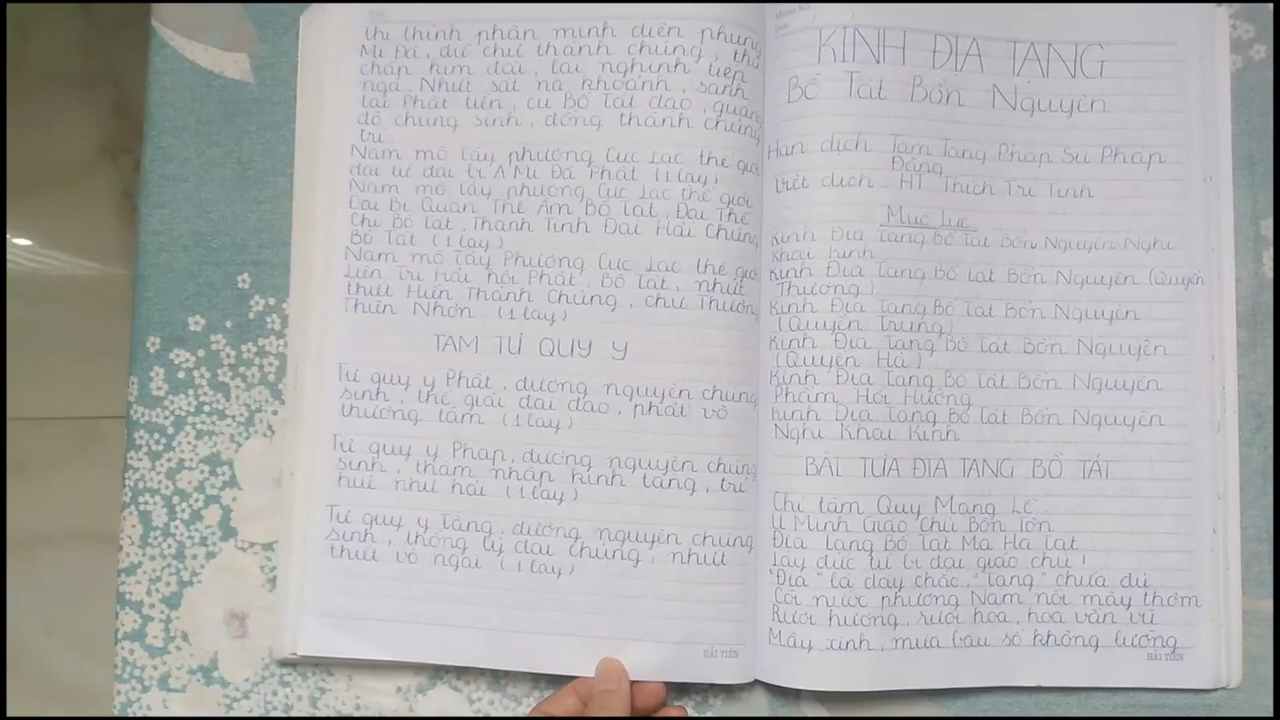 thi thỉnh phân minh diện phụng
Mi Đà, dữ chư thánh chúng, thủ
chấp kim đài, lai nghinh tiếp
ngã. Nhứt sát na khoảnh, sanh
tại Phật tiền, cu Bồ Tát đạo, quảng
độ chúng sinh, đồng thành chủng
trí.
Nam mô tây phương Cực Lạc thế giới
đại từ đại bi A Mi Đà Phật (1 lạy)
Nam mô tây phương Cực Lạc thế giới
Đại Bi Quan Thế Âm Bồ Tát, Đại Thế
Chí Bồ Tát, Thanh Tịnh Đại Hải Chúng
Bồ Tát (1 lạy)
Nam mô Tây Phương Cực Lạc thế giới
Liên Trì Hải hội Phật, Bồ Tát, nhứt
thiết Hiền Thánh Chúng, chư Thượng
Thiện Nhơn (1 lạy)
TAM TỰ QUY Y
Tự quy y Phật, đương nguyện chúng
sinh, thể giải đại đạo, phát vô
thượng tâm (1 lạy)
Tự quy y Pháp, đương nguyện chúng
sinh, thâm nhập kinh tạng, trí
huệ như hải (1 lạy)
Tự quy y Tăng, đương nguyện chúng
sinh, thống lý đại chúng, nhứt
thiết vô ngại (1 lạy)
HẢI TIẾN
KINH ĐỊA TẠNG
Bồ Tát Bổn Nguyện
Hán dịch Tam Tạng Pháp Sư Pháp
Đăng
Việt dịch. HT. Thích Trí Tịnh
Mục Lục
Kinh Địa Tạng Bồ Tát Bổn Nguyện Nghi
Khai Kinh
Kinh Địa Tạng Bồ Tát Bổn Nguyện (Quyển
Thượng)
Kinh Địa Tạng Bồ Tát Bổn Nguyện
(Quyển Trung)
Kinh Địa Tạng Bồ Tát Bổn Nguyện
(Quyển Hạ)
Kinh Địa Tạng Bồ Tát Bổn Nguyện
Phẩm Hồi Hướng
Kinh Địa Tạng Bồ Tát Bổn Nguyện
Nghi Khai Kinh
BÀI TỰA ĐỊA TẠNG BỒ TÁT
Chí tâm Quy Mạng Lễ
U Minh Giáo Chủ Bổn Tôn
Địa Tạng Bồ Tát Ma Ha Tát
Lạy đức từ bi đại giáo chủ!
"Địa" là dày chắc, "Tạng" chứa đủ
Cõi nước phương Nam nổi mây thơm
Rưới hương, rưới hoa, hoa vần vũ
Mây xinh, mưa báu số không lường
HẢI TIẾN